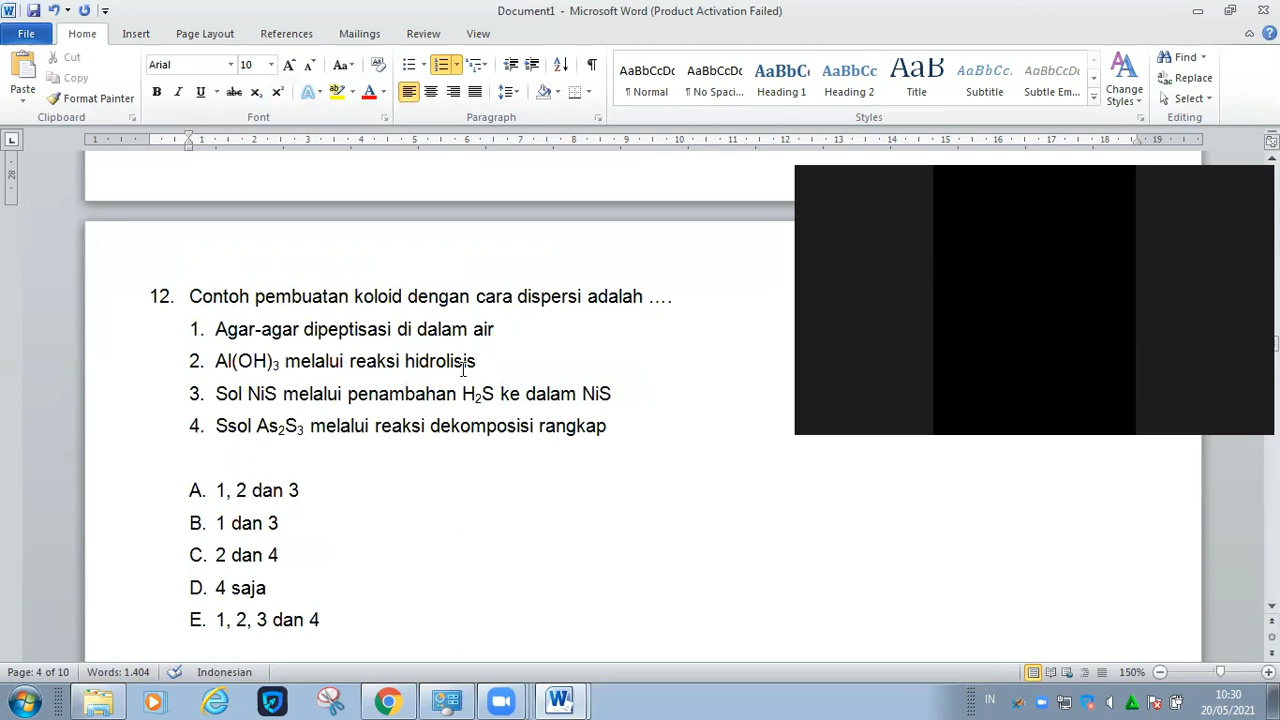 Document1 - Microsoft Word (Product Activation Failed)
File Home Insert Page Layout References Mailings Review View
Paste Cut Copy Format Painter Clipboard
Arial 10 Font
Paragraph
AaBbCcDc ¶ Normal AaBbCcDc ¶ No Spaci... AaBbC Heading 1 AaBbCc Heading 2 AaB Title AaBbCc. Subtitle AaBbCcDc Subtle Em... Styles
Change Styles
Find Replace Select Editing
12. Contoh pembuatan koloid dengan cara dispersi adalah ….
1. Agar-agar dipeptisasi di dalam air
2. Al(OH)₃ melalui reaksi hidrolisis
3. Sol NiS melalui penambahan H₂S ke dalam NiS
4. Ssol As₂S₃ melalui reaksi dekomposisi rangkap
A. 1, 2 dan 3
B. 1 dan 3
C. 2 dan 4
D. 4 saja
E. 1, 2, 3 dan 4
Page: 4 of 10 Words: 1.404 Indonesian 150%
IN 10:30
20/05/2021